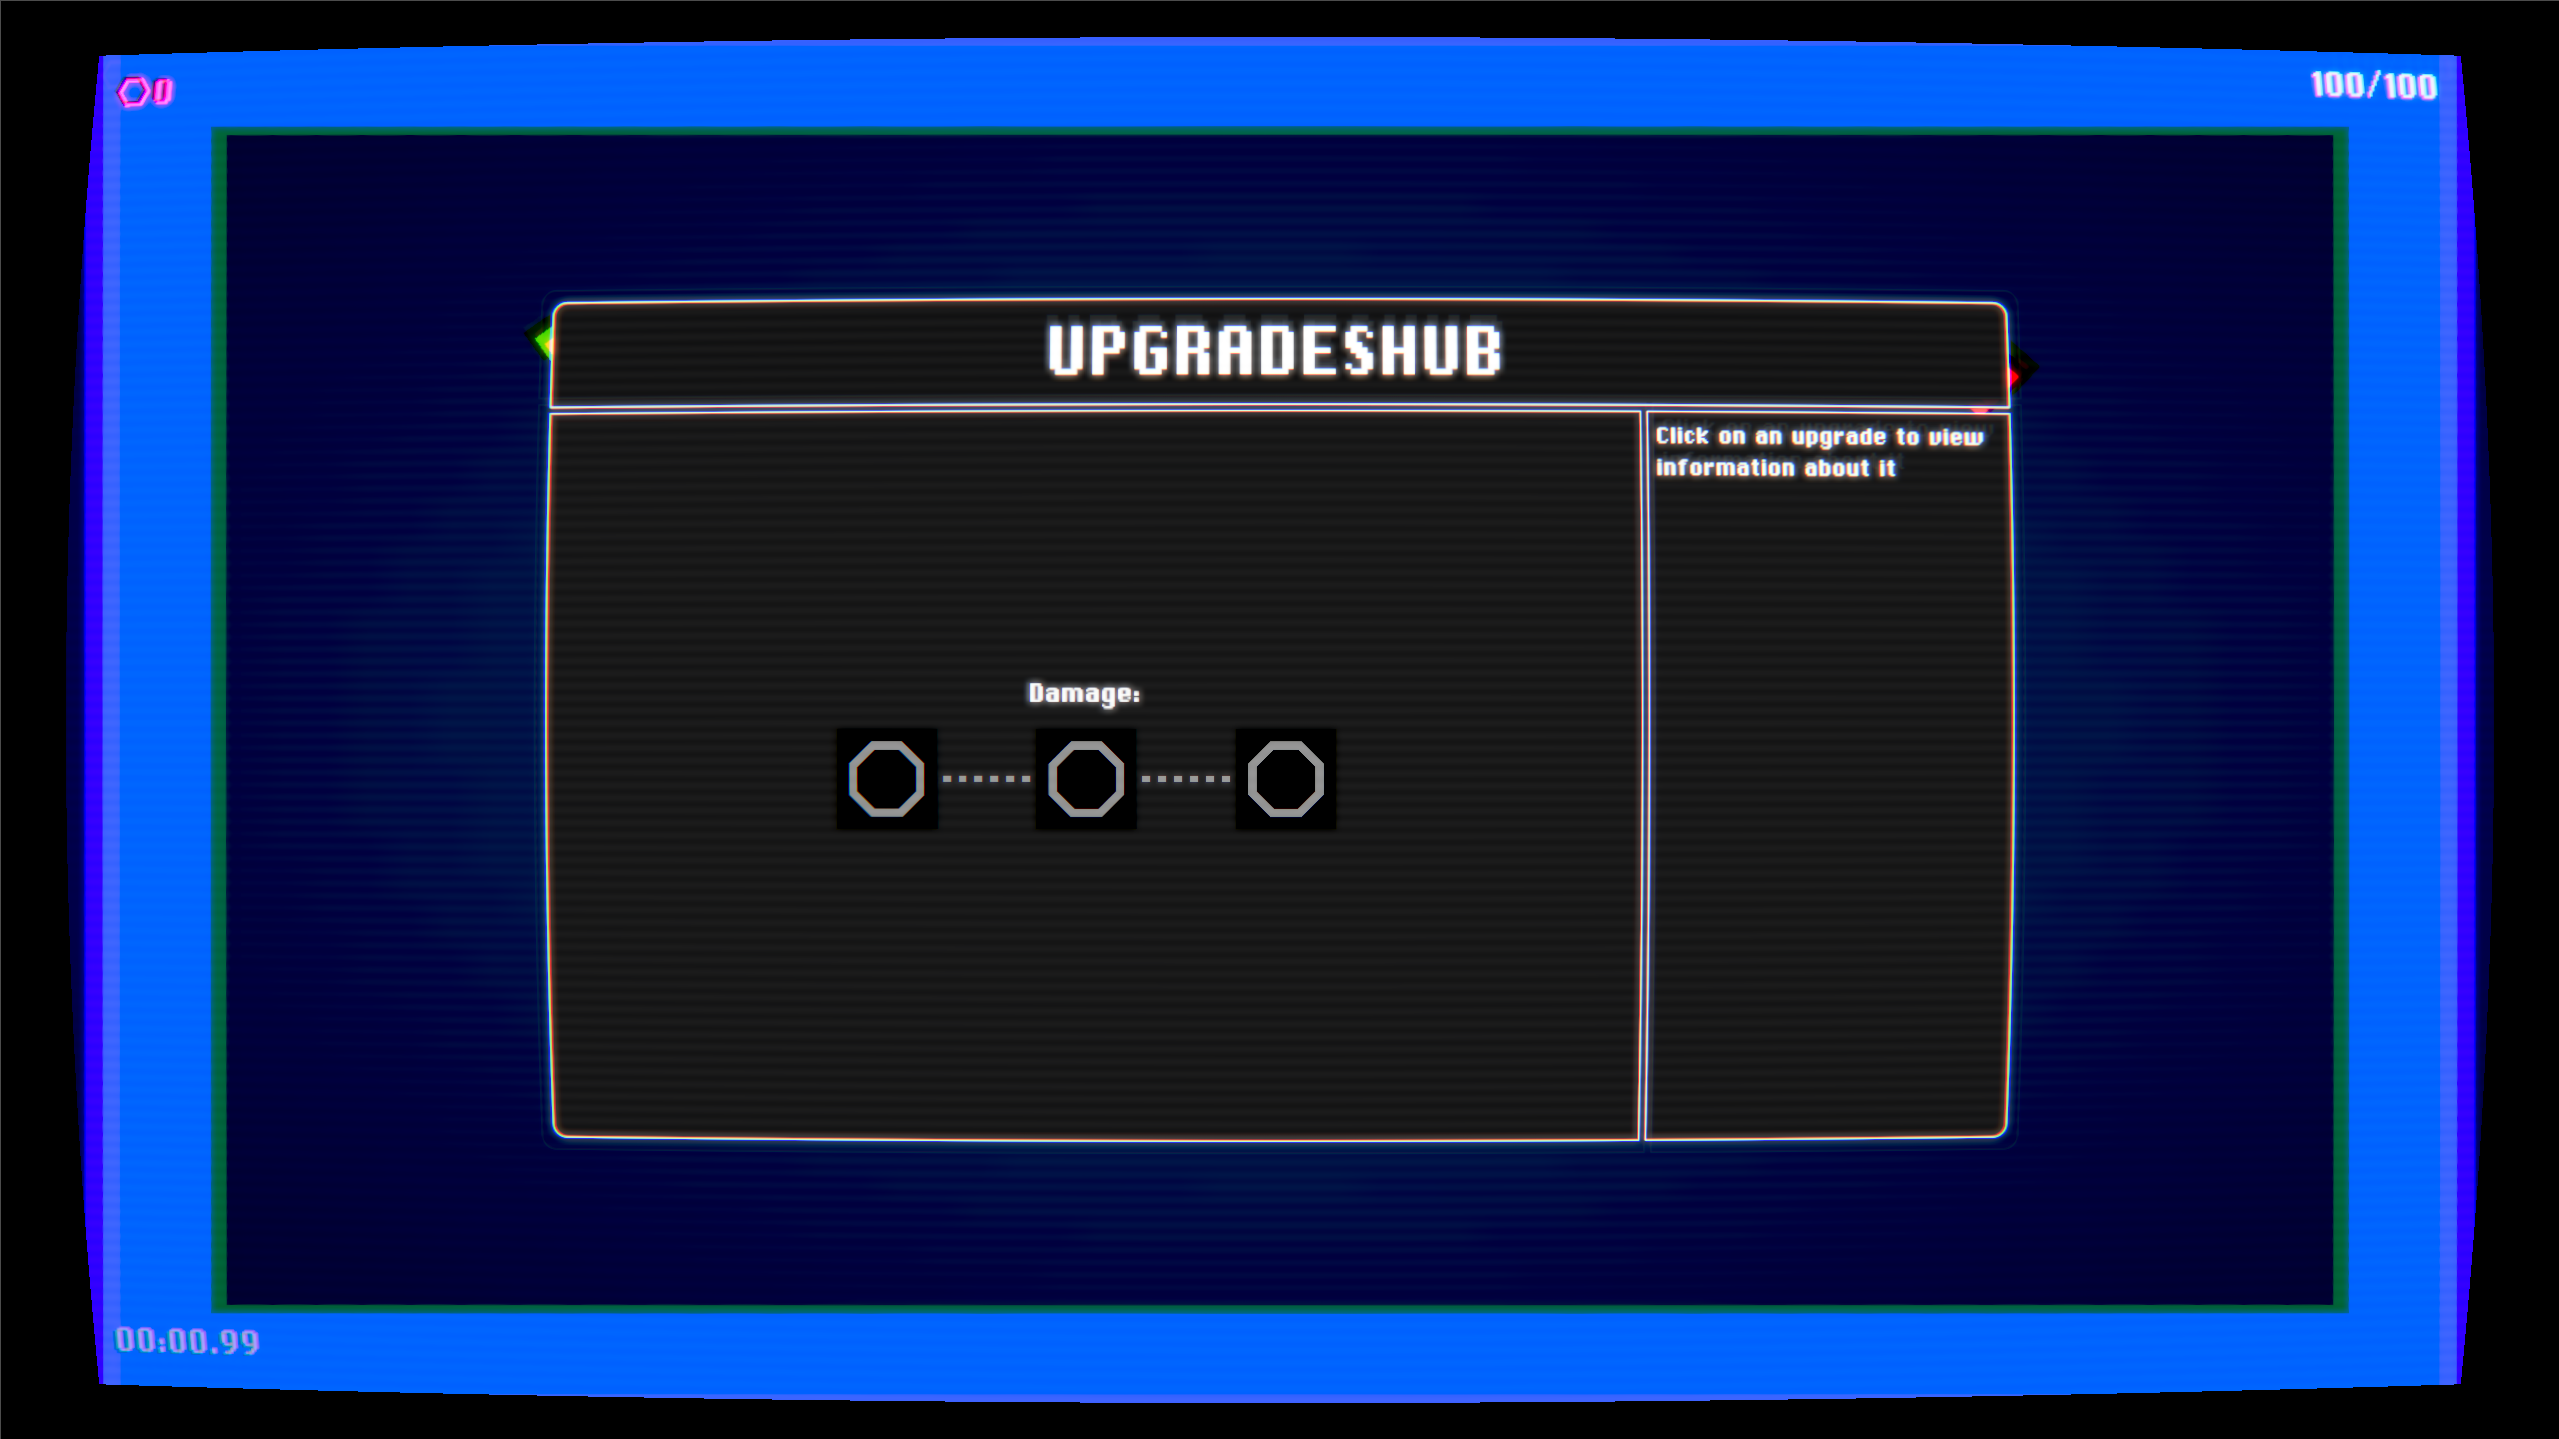 0
100/100
UPGRADESHUB
Click on an upgrade to view
information about it
Damage:
00:00.99